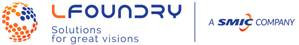 LFOUNDRY
Solutions
for great visions
A SMIC COMPANY